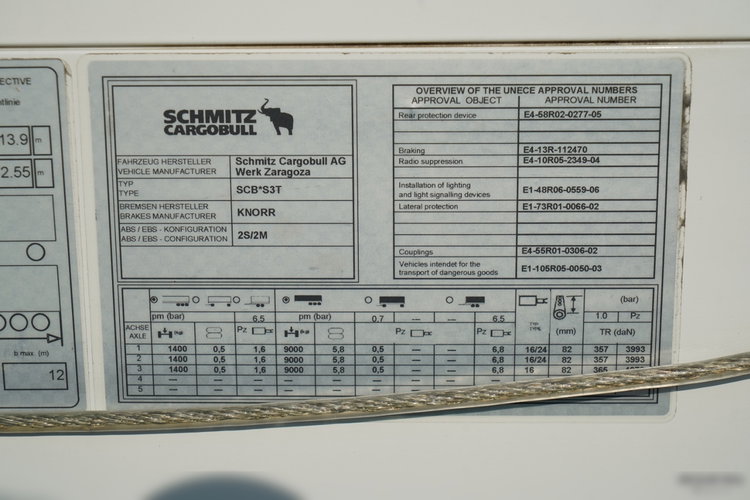 ECTIVE
htlinie
13.9 m
2.55 m
b max (m)
12
SCHMITZ
CARGOBULL
FAHRZEUG HERSTELLER
VEHICLE MANUFACTURER
Schmitz Cargobull AG
Werk Zaragoza
TYP
TYPE
SCB*S3T
BREMSEN HERSTELLER
BRAKES MANUFACTURER
KNORR
ABS / EBS - KONFIGURATION
ABS / EBS - CONFIGURATION
2S/2M
OVERVIEW OF THE UNECE APPROVAL NUMBERS
APPROVAL OBJECT APPROVAL NUMBER
Rear protection device E4-58R02-0277-05
Braking E4-13R-112470
Radio suppression E4-10R05-2349-04
Installation of lighting
and light signalling devices
E1-48R06-0559-06
Lateral protection E1-73R01-0066-02
Couplings E4-55R01-0306-02
Vehicles intendet for the
transport of dangerous goods
E1-105R05-0050-03
(bar)
pm (bar) 6.5 pm (bar) 0.7 — — 6.5 1.0 Pz
ACHSE
AXLE
Pz Pz Pz TYP
TYPE
(mm) TR (daN)
1 1400 0,5 1,6 9000 5,8 0,5 — — 6,8 16/24 82 357 3993
2 1400 0,5 1,6 9000 5,8 0,5 — — 6,8 16/24 82 357 3993
3 1400 0,5 1,6 9000 5,8 0,5 — — 6,8 16 82 365
4 — — — — — — — —
5 — — — — — —